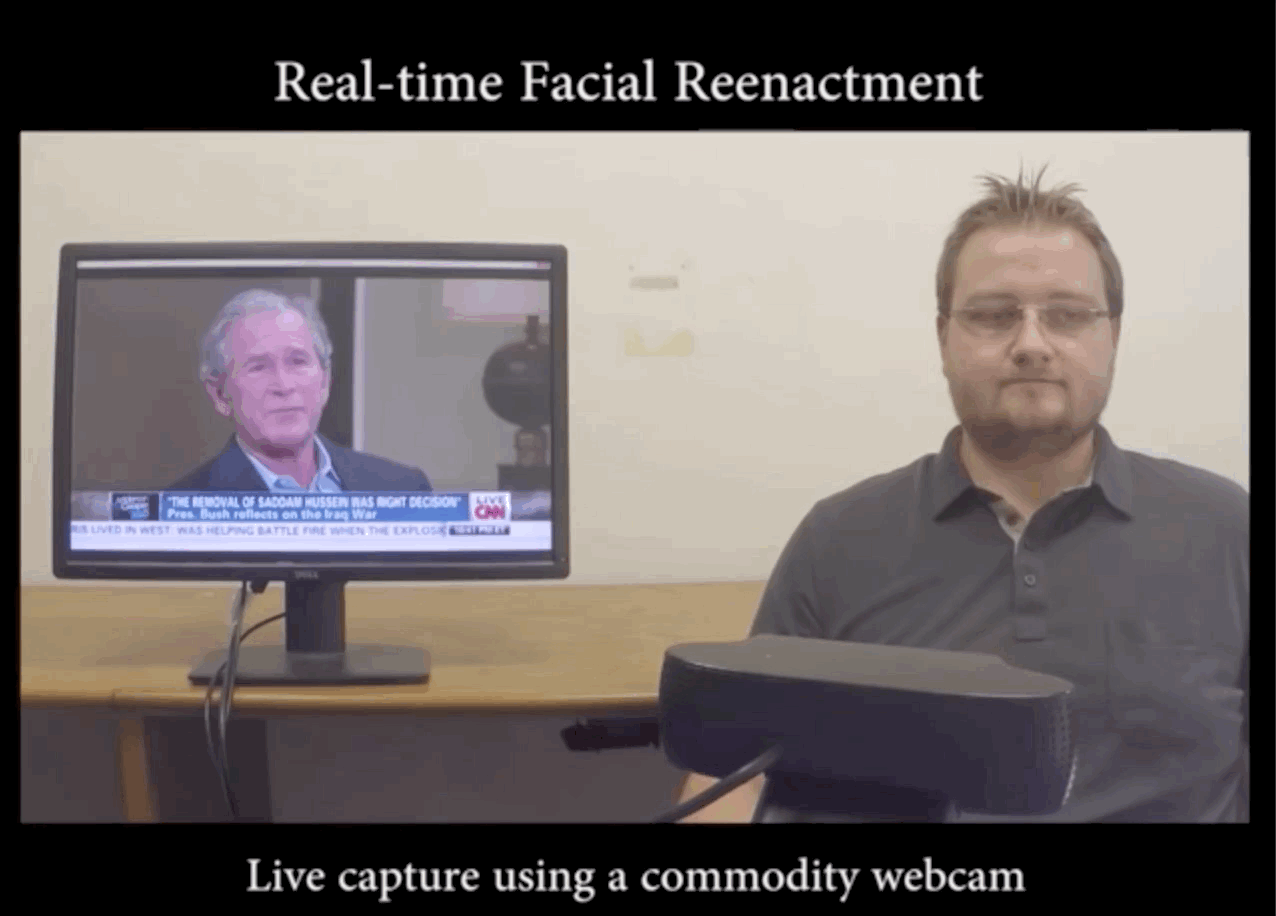 Real-time Facial Reenactment
"THE REMOVAL OF SADDAM HUSSEIN WAS RIGHT DECISION"
Pres. Bush reflects on the Iraq War
LIVE
CNN
LIVED IN WEST: WAS HELPING BATTLE FIRE WHEN THE EXPLOSI
DELL
Live capture using a commodity webcam